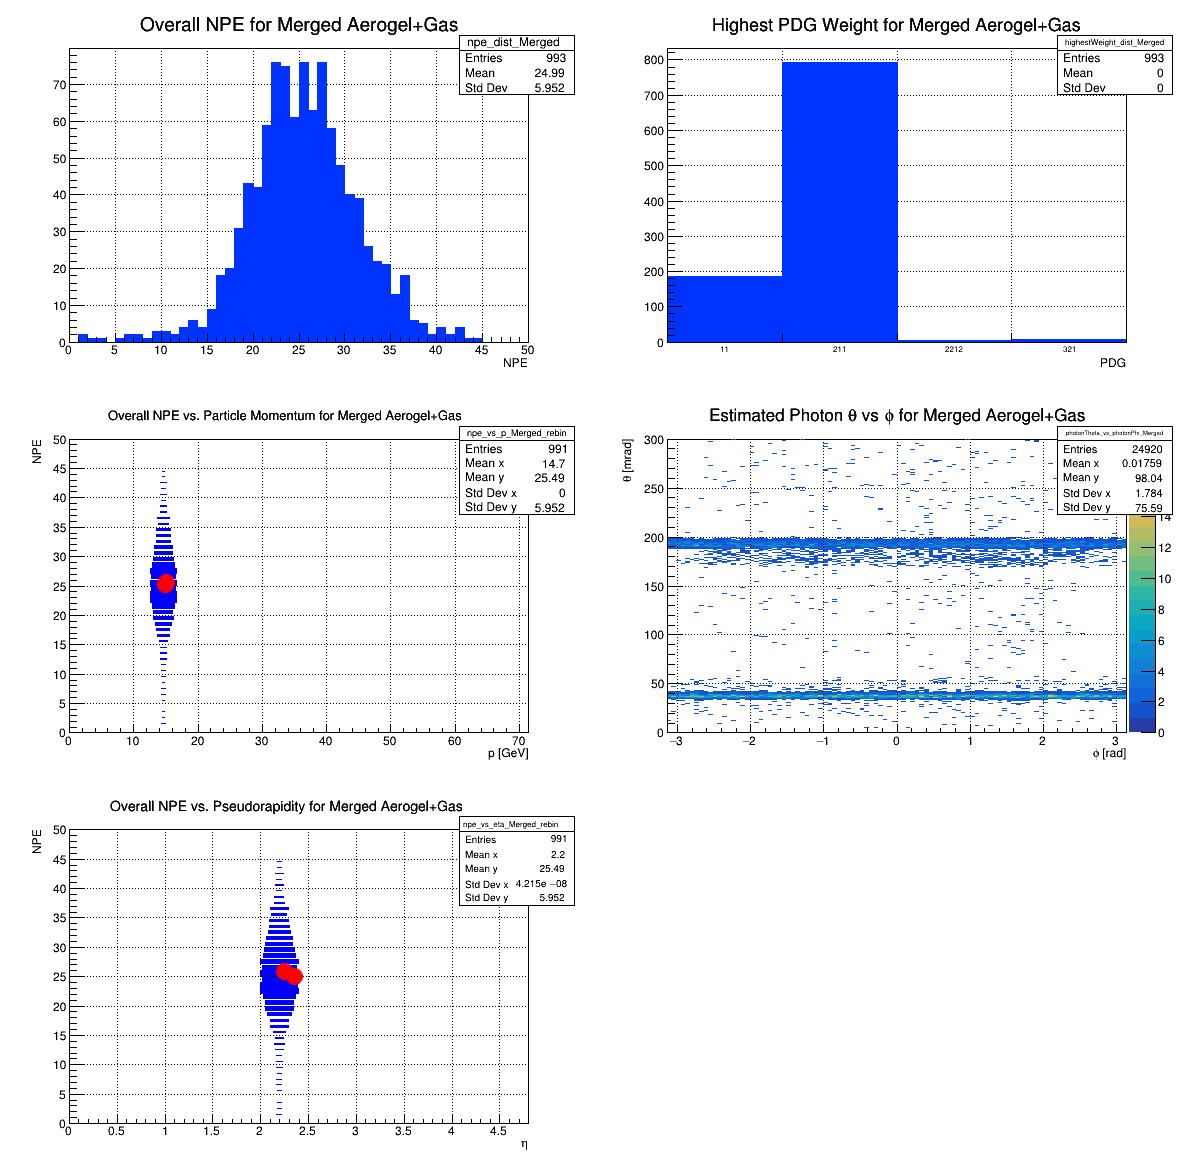 Overall NPE for Merged Aerogel+Gas
npe_dist_Merged
Entries 993
Mean 24.99
Std Dev 5.952
70
60
50
40
30
20
10
0
0 5 10 15 20 25 30 35 40 45 50
NPE
Highest PDG Weight for Merged Aerogel+Gas
highestWeight_dist_Merged
Entries 993
Mean 0
Std Dev 0
800
700
600
500
400
300
200
100
0
11 211 2212 321
PDG
Overall NPE vs. Particle Momentum for Merged Aerogel+Gas
npe_vs_p_Merged_rebin
Entries 991
Mean x 14.7
Mean y 25.49
Std Dev x 0
Std Dev y 5.952
NPE
50
45
40
35
30
25
20
15
10
5
0
0 10 20 30 40 50 60 70
p [GeV]
Estimated Photon θ vs ϕ for Merged Aerogel+Gas
photonTheta_vs_photonPhi_Merged
Entries 24920
Mean x 0.01759
Mean y 98.04
Std Dev x 1.784
Std Dev y 75.59
θ [mrad]
300
250
200
150
100
50
0
−3 −2 −1 0 1 2 3
ϕ [rad]
14
12
10
8
6
4
2
0
Overall NPE vs. Pseudorapidity for Merged Aerogel+Gas
npe_vs_eta_Merged_rebin
Entries 991
Mean x 2.2
Mean y 25.49
Std Dev x 4.215e −08
Std Dev y 5.952
NPE
50
45
40
35
30
25
20
15
10
5
0
0 0.5 1 1.5 2 2.5 3 3.5 4 4.5
η